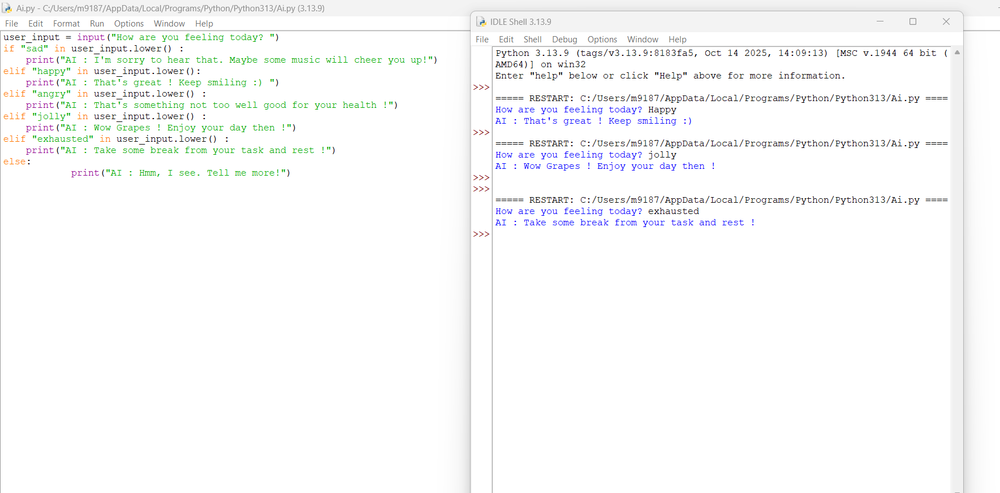 Ai.py - C:/Users/m9187/AppData/Local/Programs/Python/Python313/Ai.py (3.13.9)
File Edit Format Run Options Window Help
user_input = input("How are you feeling today? ")
if "sad" in user_input.lower() :
    print("AI : I'm sorry to hear that. Maybe some music will cheer you up!")
elif "happy" in user_input.lower():
    print("AI : That's great ! Keep smiling :) ")
elif "angry" in user_input.lower() :
    print("AI : That's something not too well good for your health !")
elif "jolly" in user_input.lower() :
    print("AI : Wow Grapes ! Enjoy your day then !")
elif "exhausted" in user_input.lower() :
    print("AI : Take some break from your task and rest !")
else:
            print("AI : Hmm, I see. Tell me more!")
IDLE Shell 3.13.9
File Edit Shell Debug Options Window Help
Python 3.13.9 (tags/v3.13.9:8183fa5, Oct 14 2025, 14:09:13) [MSC v.1944 64 bit (
AMD64)] on win32
Enter "help" below or click "Help" above for more information.
>>>
===== RESTART: C:/Users/m9187/AppData/Local/Programs/Python/Python313/Ai.py ====
How are you feeling today? Happy
AI : That's great ! Keep smiling :)
>>>
===== RESTART: C:/Users/m9187/AppData/Local/Programs/Python/Python313/Ai.py ====
How are you feeling today? jolly
AI : Wow Grapes ! Enjoy your day then !
>>>
>>>
===== RESTART: C:/Users/m9187/AppData/Local/Programs/Python/Python313/Ai.py ====
How are you feeling today? exhausted
AI : Take some break from your task and rest !
>>>